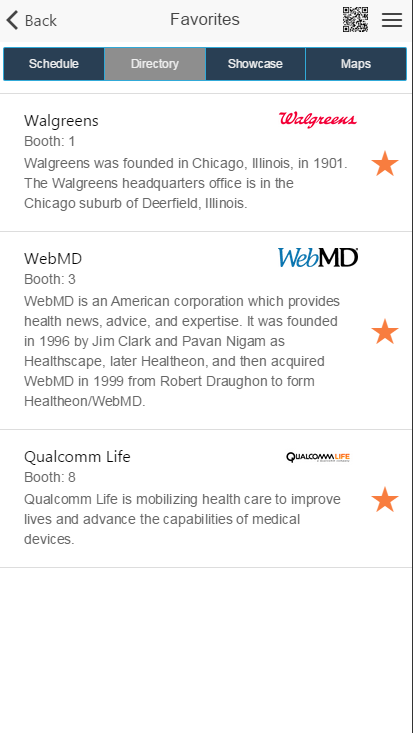 Back
Favorites
Schedule
Directory
Showcase
Maps
Walgreens
Walgreens
Booth: 1
Walgreens was founded in Chicago, Illinois, in 1901.
The Walgreens headquarters office is in the
Chicago suburb of Deerfield, Illinois.
WebMD
WebMD
Booth: 3
WebMD is an American corporation which provides
health news, advice, and expertise. It was founded
in 1996 by Jim Clark and Pavan Nigam as
Healthscape, later Healtheon, and then acquired
WebMD in 1999 from Robert Draughon to form
Healtheon/WebMD.
Qualcomm Life
QUALCOMM LIFE
Booth: 8
Qualcomm Life is mobilizing health care to improve
lives and advance the capabilities of medical
devices.